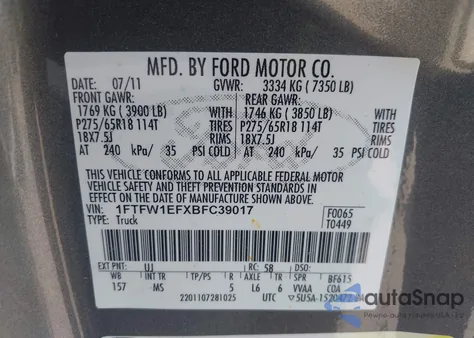 MFD. BY FORD MOTOR CO.
DATE: 07/11 GVWR: 3334 KG (7350 LB)
FRONT GAWR: REAR GAWR:
1769 KG (3900 LB) WITH 1746 KG (3850 LB) WITH
P275/65R18 114T TIRES P275/65R18 114T TIRES
18X7.5J RIMS 18X7.5J RIMS
AT 240 kPa/ 35 PSI COLD AT 240 kPa/ 35 PSI COLD
THIS VEHICLE CONFORMS TO ALL APPLICABLE FEDERAL MOTOR
VEHICLE SAFETY AND THEFT PREVENTION STANDARDS IN
EFFECT ON THE DATE OF MANUFACTURE SHOWN ABOVE.
VIN: 1FTFW1EFXBFC39017 F0065
TYPE: Truck T0449
EXT PNT: UJ RC: 58 DSO:
WB INT TR TP/PS R AXLE TR SPR BF615
157 MS 5 L6 6 VVAA COA
2201107281025 UTC
autoSnap